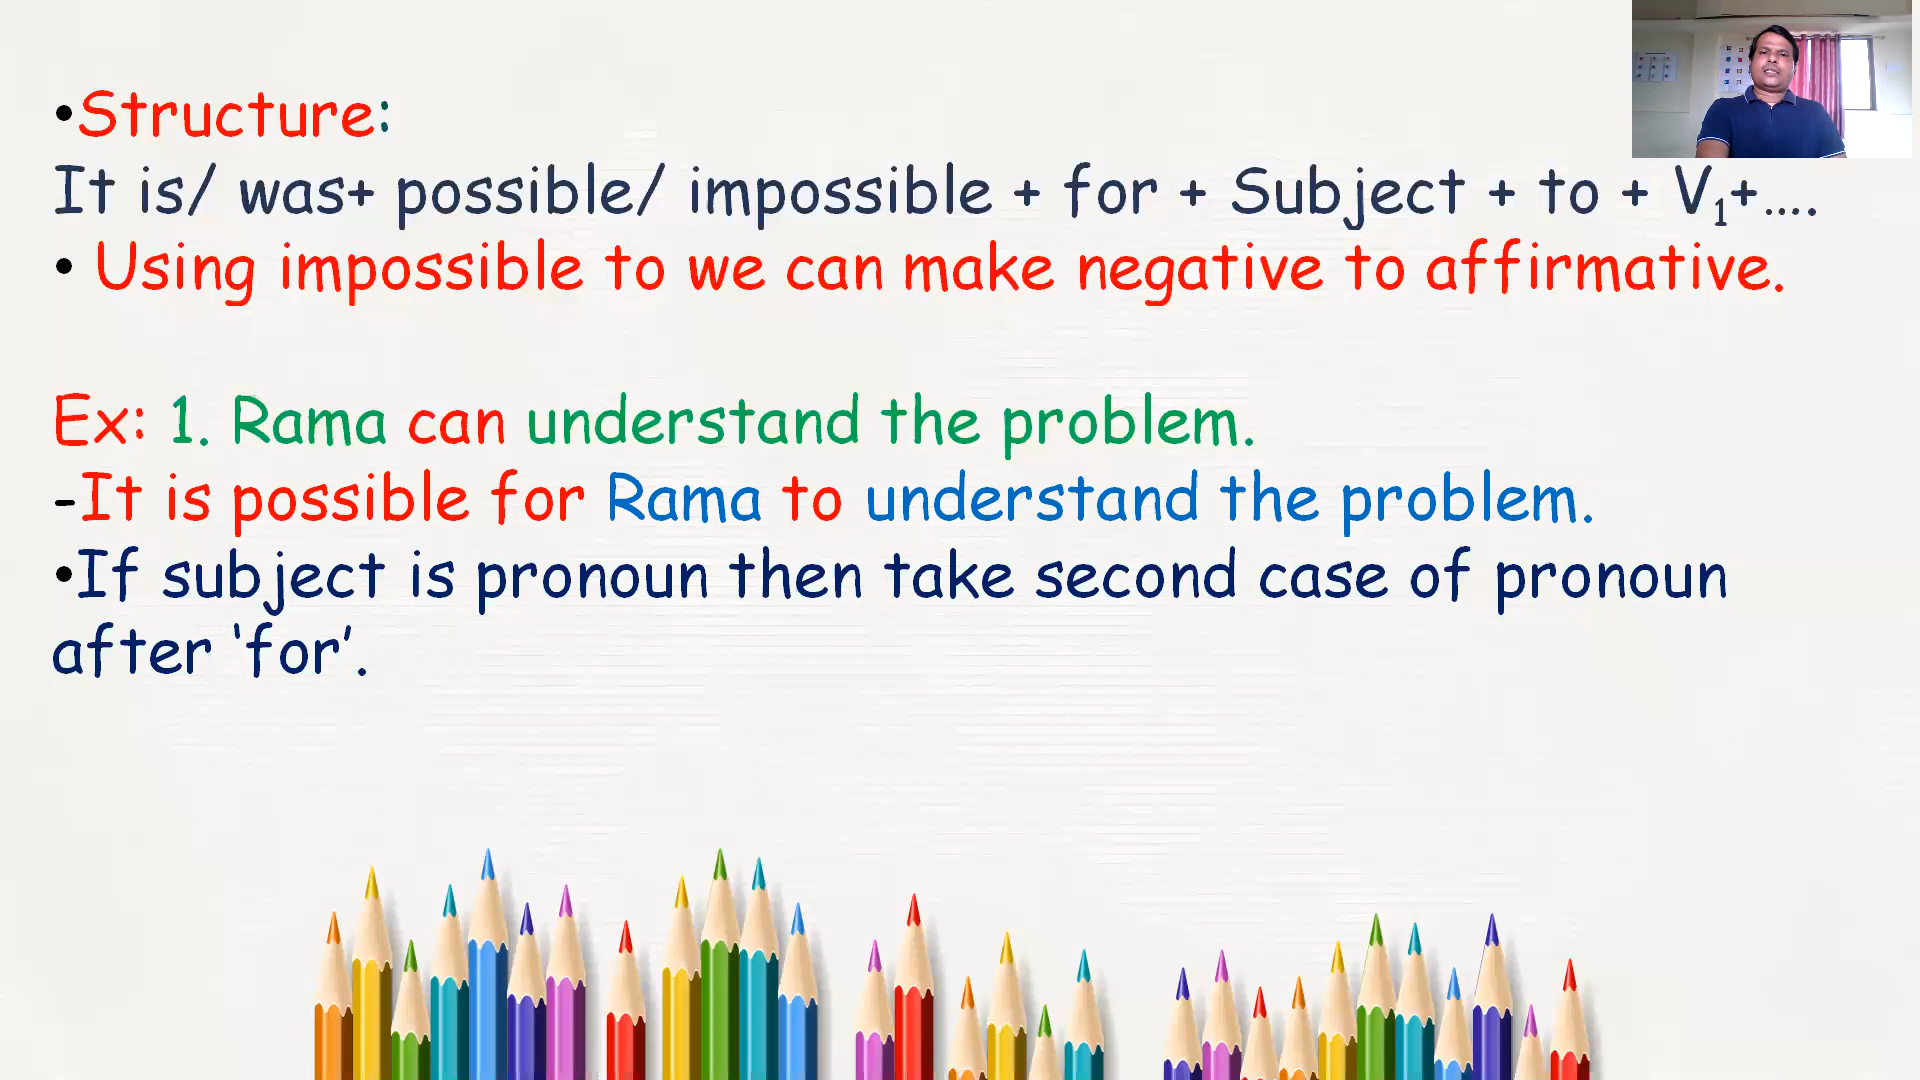 •Structure:
It is/ was+ possible/ impossible + for + Subject + to + V₁+....
• Using impossible to we can make negative to affirmative.
Ex: 1. Rama can understand the problem.
-It is possible for Rama to understand the problem.
•If subject is pronoun then take second case of pronoun
after ‘for’.